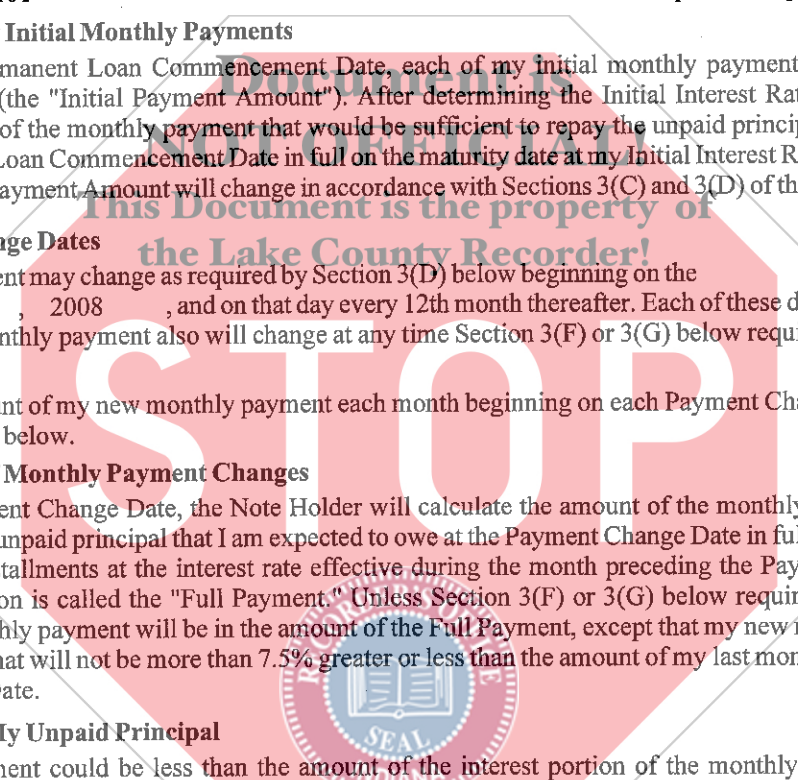 Initial Monthly Payments
manent Loan Commencement Date, each of my initial monthly payment
(the "Initial Payment Amount"). After determining the Initial Interest Rat
of the monthly payment that would be sufficient to repay the unpaid princip
Loan Commencement Date in full on the maturity date at my Initial Interest R
ayment Amount will change in accordance with Sections 3(C) and 3(D) of th
nge Dates
ent may change as required by Section 3(D) below beginning on the
, 2008 , and on that day every 12th month thereafter. Each of these d
nthly payment also will change at any time Section 3(F) or 3(G) below requi
nt of my new monthly payment each month beginning on each Payment Cha
below.
Monthly Payment Changes
ent Change Date, the Note Holder will calculate the amount of the monthly
unpaid principal that I am expected to owe at the Payment Change Date in ful
tallments at the interest rate effective during the month preceding the Pay
on is called the "Full Payment." Unless Section 3(F) or 3(G) below requir
hly payment will be in the amount of the Full Payment, except that my new
hat will not be more than 7.5% greater or less than the amount of my last mon
ate.
My Unpaid Principal
ment could be less than the amount of the interest portion of the monthly
Document is
NOT OFFICIAL!
This Document is the property of
the Lake County Recorder!
STOP
SEAL